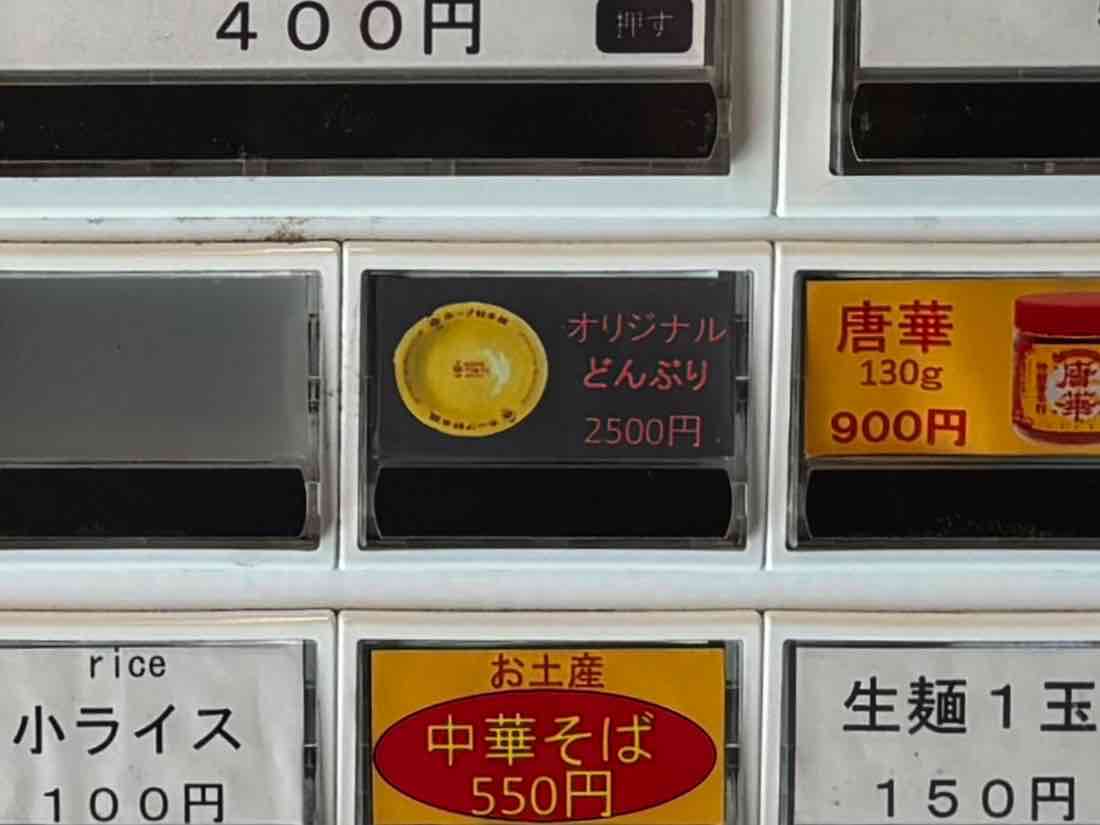 400円
押す
オリジナル
どんぶり
2500円
唐華
130g
900円
唐華
rice
小ライス
100円
お土産
中華そば
550円
生麺1玉
150円